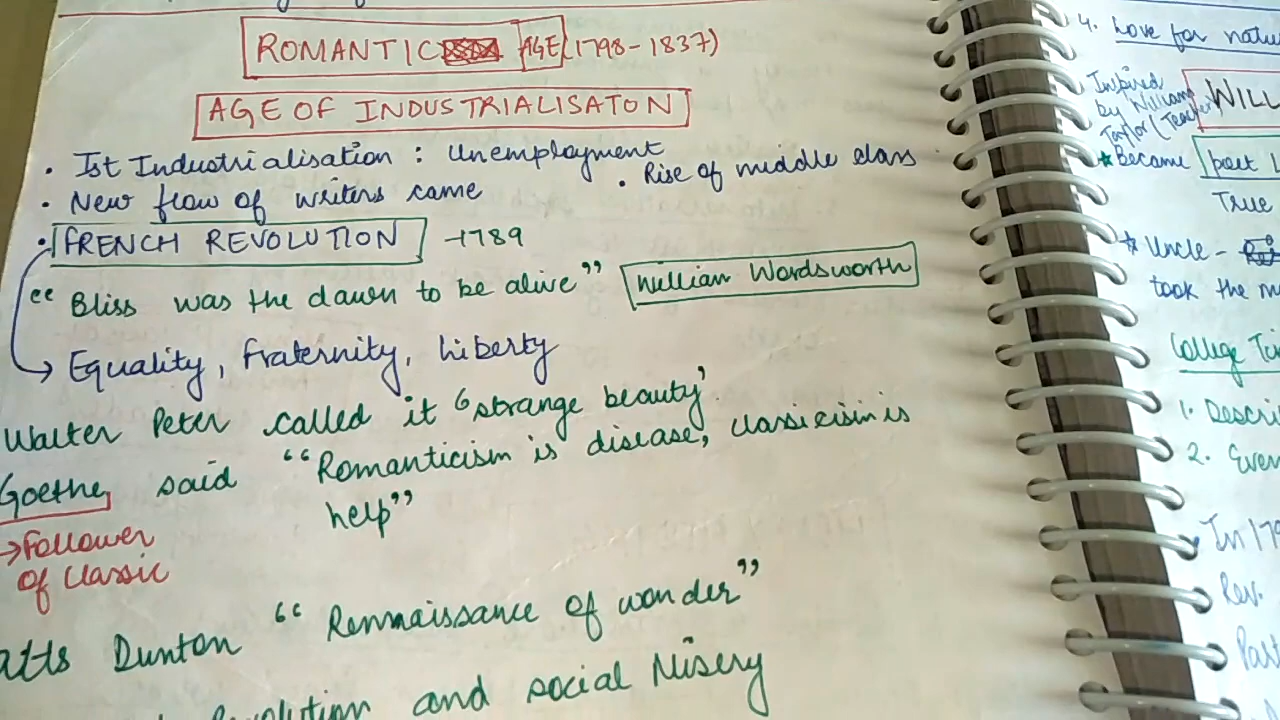 ROMANTIC AGE (1798-1837)
AGE OF INDUSTRIALISATON
• Ist Industrialisation : Unemployment
• New flow of writers came • Rise of middle class
• FRENCH REVOLUTION -1789
"Bliss was the dawn to be alive" William Wordsworth
→ Equality, Fraternity, Liberty
Walter Peter called it 'strange beauty'
Goethe said "Romanticism is disease, classicisim is
help"
→Follower
of Classic
atts Dunton "Rennaissance of wonder"
and social Misery
4. Love for natu
Inspired
by William
Taylor (Teacher)
WILL
★ Became poet l
True
★ Uncle -
took the m
College
1. Descri
2. Even
• In 179
Rev.
Part